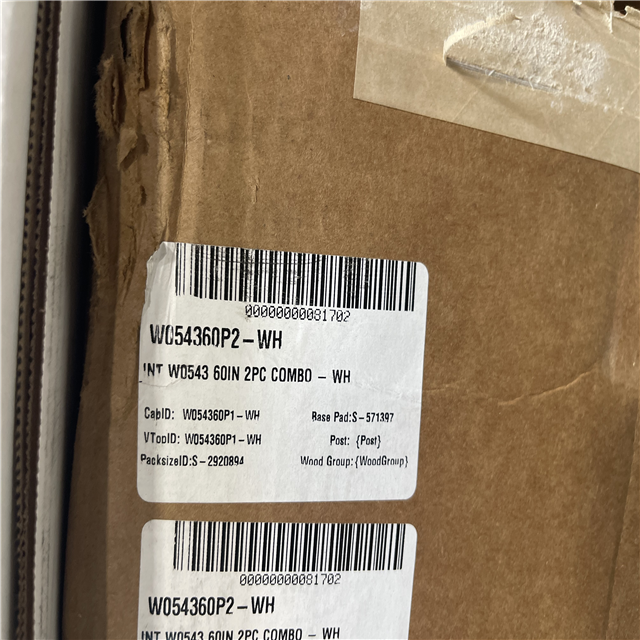 00000000081702
W054360P2-WH
INT W0543 60IN 2PC COMBO - WH
CabID: W054360P1-WH Base Pad:S-571397
VTopID: W054360P1-WH Post: {Post}
PacksizeID:S-2920894 Wood Group:{WoodGroup}
00000000081702
W054360P2-WH
INT W0543 60IN 2PC COMBO - WH